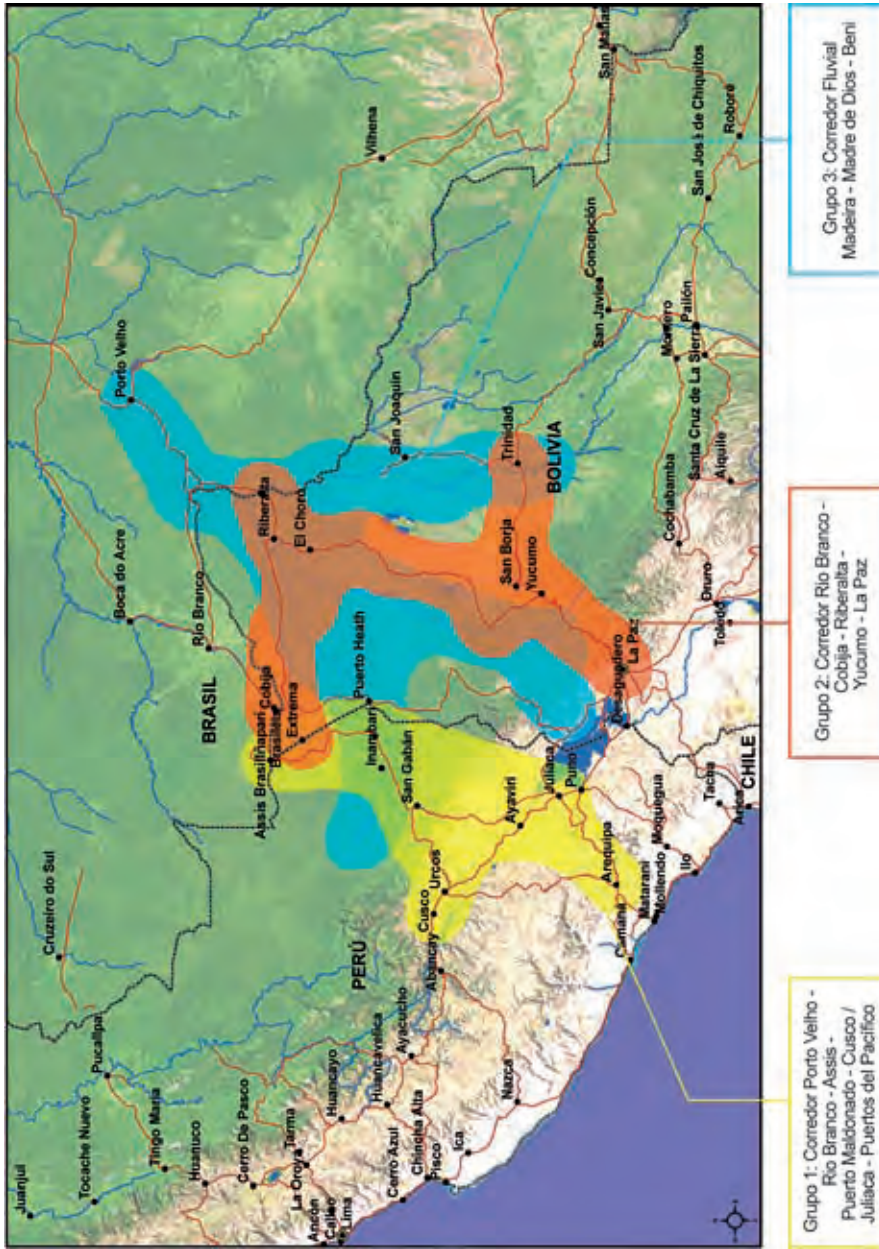 Juanjuí
Tocache Nuevo
Tingo María
Pucallpa
Cruzeiro do Sul
Huanuco
Cerro De Pasco
Tarma
La Oroya
Ancón
Callao
Lima
Huancayo
Huancavelica
Ayacucho
Cerro Azul
Chincha Alta
Pisco
Ica
Nazca
PERÚ
Abancay
Cusco
Urcos
Assis Brasil
Iñapari
Brasiléia
Cobija
Extrema
BRASIL
Rio Branco
Boca do Acre
Porto Velho
Vilhena
Riberalta
El Choro
Puerto Heath
Inambari
San Gabán
Ayaviri
Juliaca
Puno
Desaguadero
La Paz
San Borja
Yucumo
San Joaquín
Trinidad
BOLIVIA
Arequipa
Camaná
Matarani
Mollendo
Moquegua
Ilo
Tacna
Arica
CHILE
Toledo
Cochabamba
Aiquile
Santa Cruz de La Sierra
Montero
Pailón
San Javier
Concepción
San José de Chiquitos
Roboré
San Matías
Grupo 1: Corredor Porto Velho -
Rio Branco - Assis -
Puerto Maldonado - Cusco /
Juliaca - Puertos del Pacífico
Grupo 2: Corredor Rio Branco -
Cobija - Riberalta -
Yucumo - La Paz
Grupo 3: Corredor Fluvial
Madeira - Madre de Dios - Beni